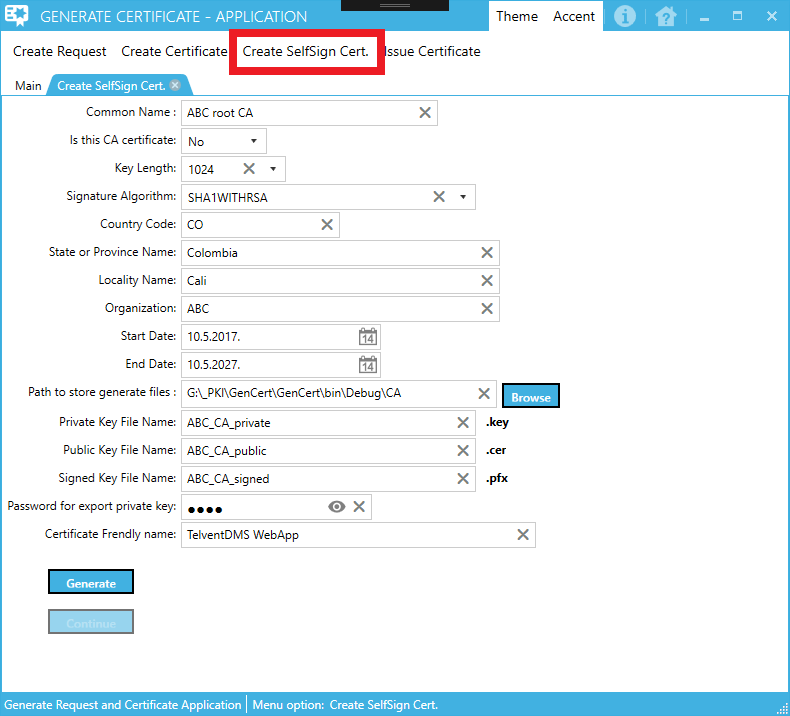 GENERATE CERTIFICATE - APPLICATION Theme Accent
Create Request Create Certificate Create SelfSign Cert. Issue Certificate
Main Create SelfSign Cert.
Common Name : ABC root CA
Is this CA certificate: No
Key Length: 1024
Signature Algorithm: SHA1WITHRSA
Country Code: CO
State or Province Name: Colombia
Locality Name: Cali
Organization: ABC
Start Date: 10.5.2017. 14
End Date: 10.5.2027. 14
Path to store generate files : G:\_PKI\GenCert\GenCert\bin\Debug\CA Browse
Private Key File Name: ABC_CA_private .key
Public Key File Name: ABC_CA_public .cer
Signed Key File Name: ABC_CA_signed .pfx
Password for export private key: ●●●●
Certificate Frendly name: TelventDMS WebApp
Generate
Continue
Generate Request and Certificate Application Menu option: Create SelfSign Cert.